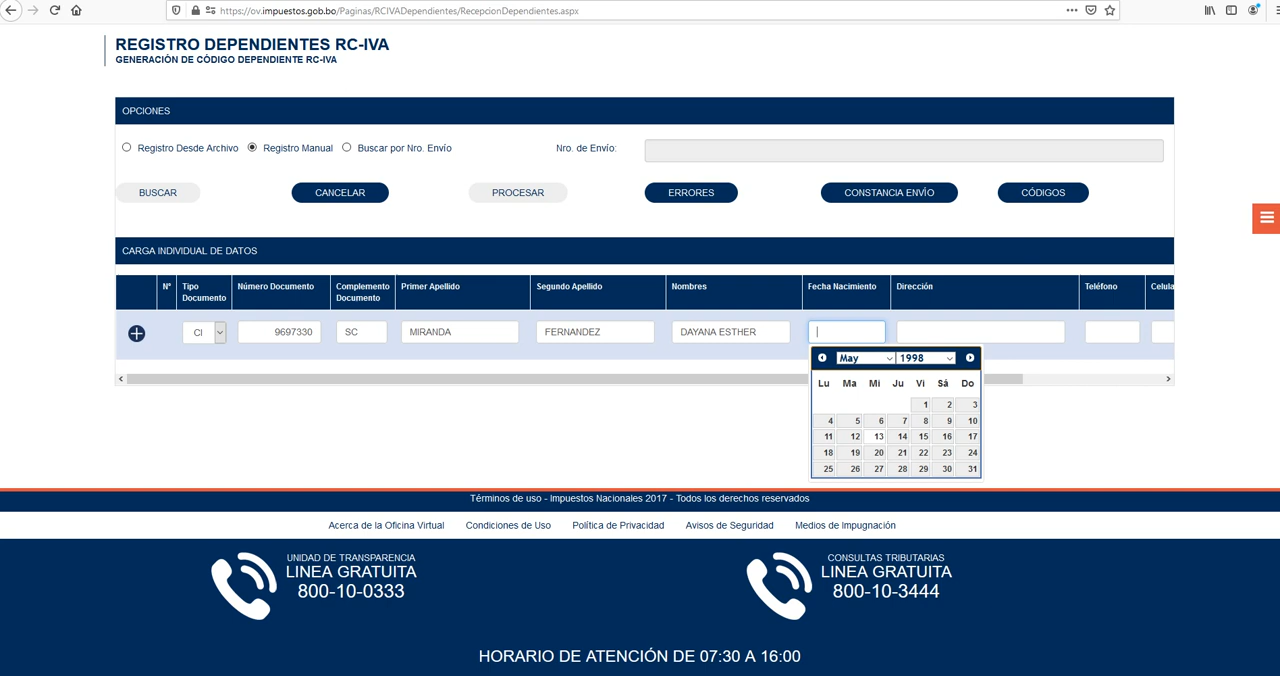 https://ov.impuestos.gob.bo/Paginas/RCIVADependientes/RecepcionDependientes.aspx
REGISTRO DEPENDIENTES RC-IVA
GENERACIÓN DE CÓDIGO DEPENDIENTE RC-IVA
OPCIONES
Registro Desde Archivo Registro Manual Buscar por Nro. Envío Nro. de Envío:
BUSCAR CANCELAR PROCESAR ERRORES CONSTANCIA ENVÍO CÓDIGOS
CARGA INDIVIDUAL DE DATOS
Nº Tipo Documento Número Documento Complemento Documento Primer Apellido Segundo Apellido Nombres Fecha Nacimiento Dirección Teléfono Celula
CI 9697330 SC MIRANDA FERNANDEZ DAYANA ESTHER
May 1998
Lu Ma Mi Ju Vi Sá Do
1 2 3
4 5 6 7 8 9 10
11 12 13 14 15 16 17
18 19 20 21 22 23 24
25 26 27 28 29 30 31
Términos de uso - Impuestos Nacionales 2017 - Todos los derechos reservados
Acerca de la Oficina Virtual Condiciones de Uso Política de Privacidad Avisos de Seguridad Medios de Impugnación
UNIDAD DE TRANSPARENCIA
LINEA GRATUITA
800-10-0333
CONSULTAS TRIBUTARIAS
LINEA GRATUITA
800-10-3444
HORARIO DE ATENCIÓN DE 07:30 A 16:00